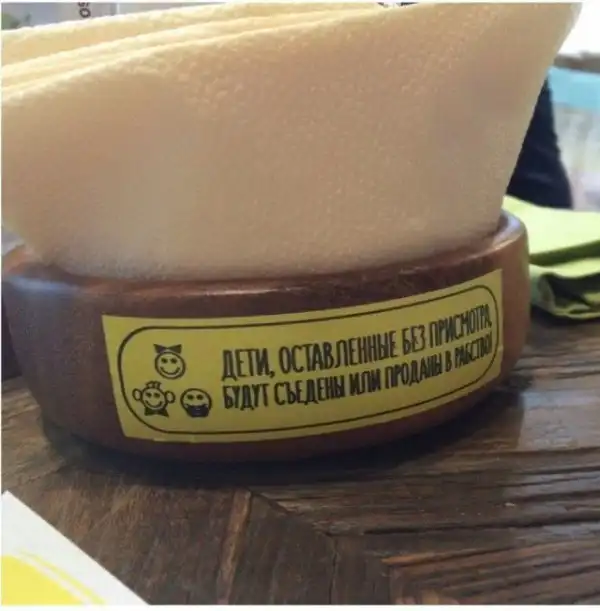 ДЕТИ, ОСТАВЛЕННЫЕ БЕЗ ПРИСМОТРА,
БУДУТ СЪЕДЕНЫ ИЛИ ПРОДАНЫ В РАБСТВО!